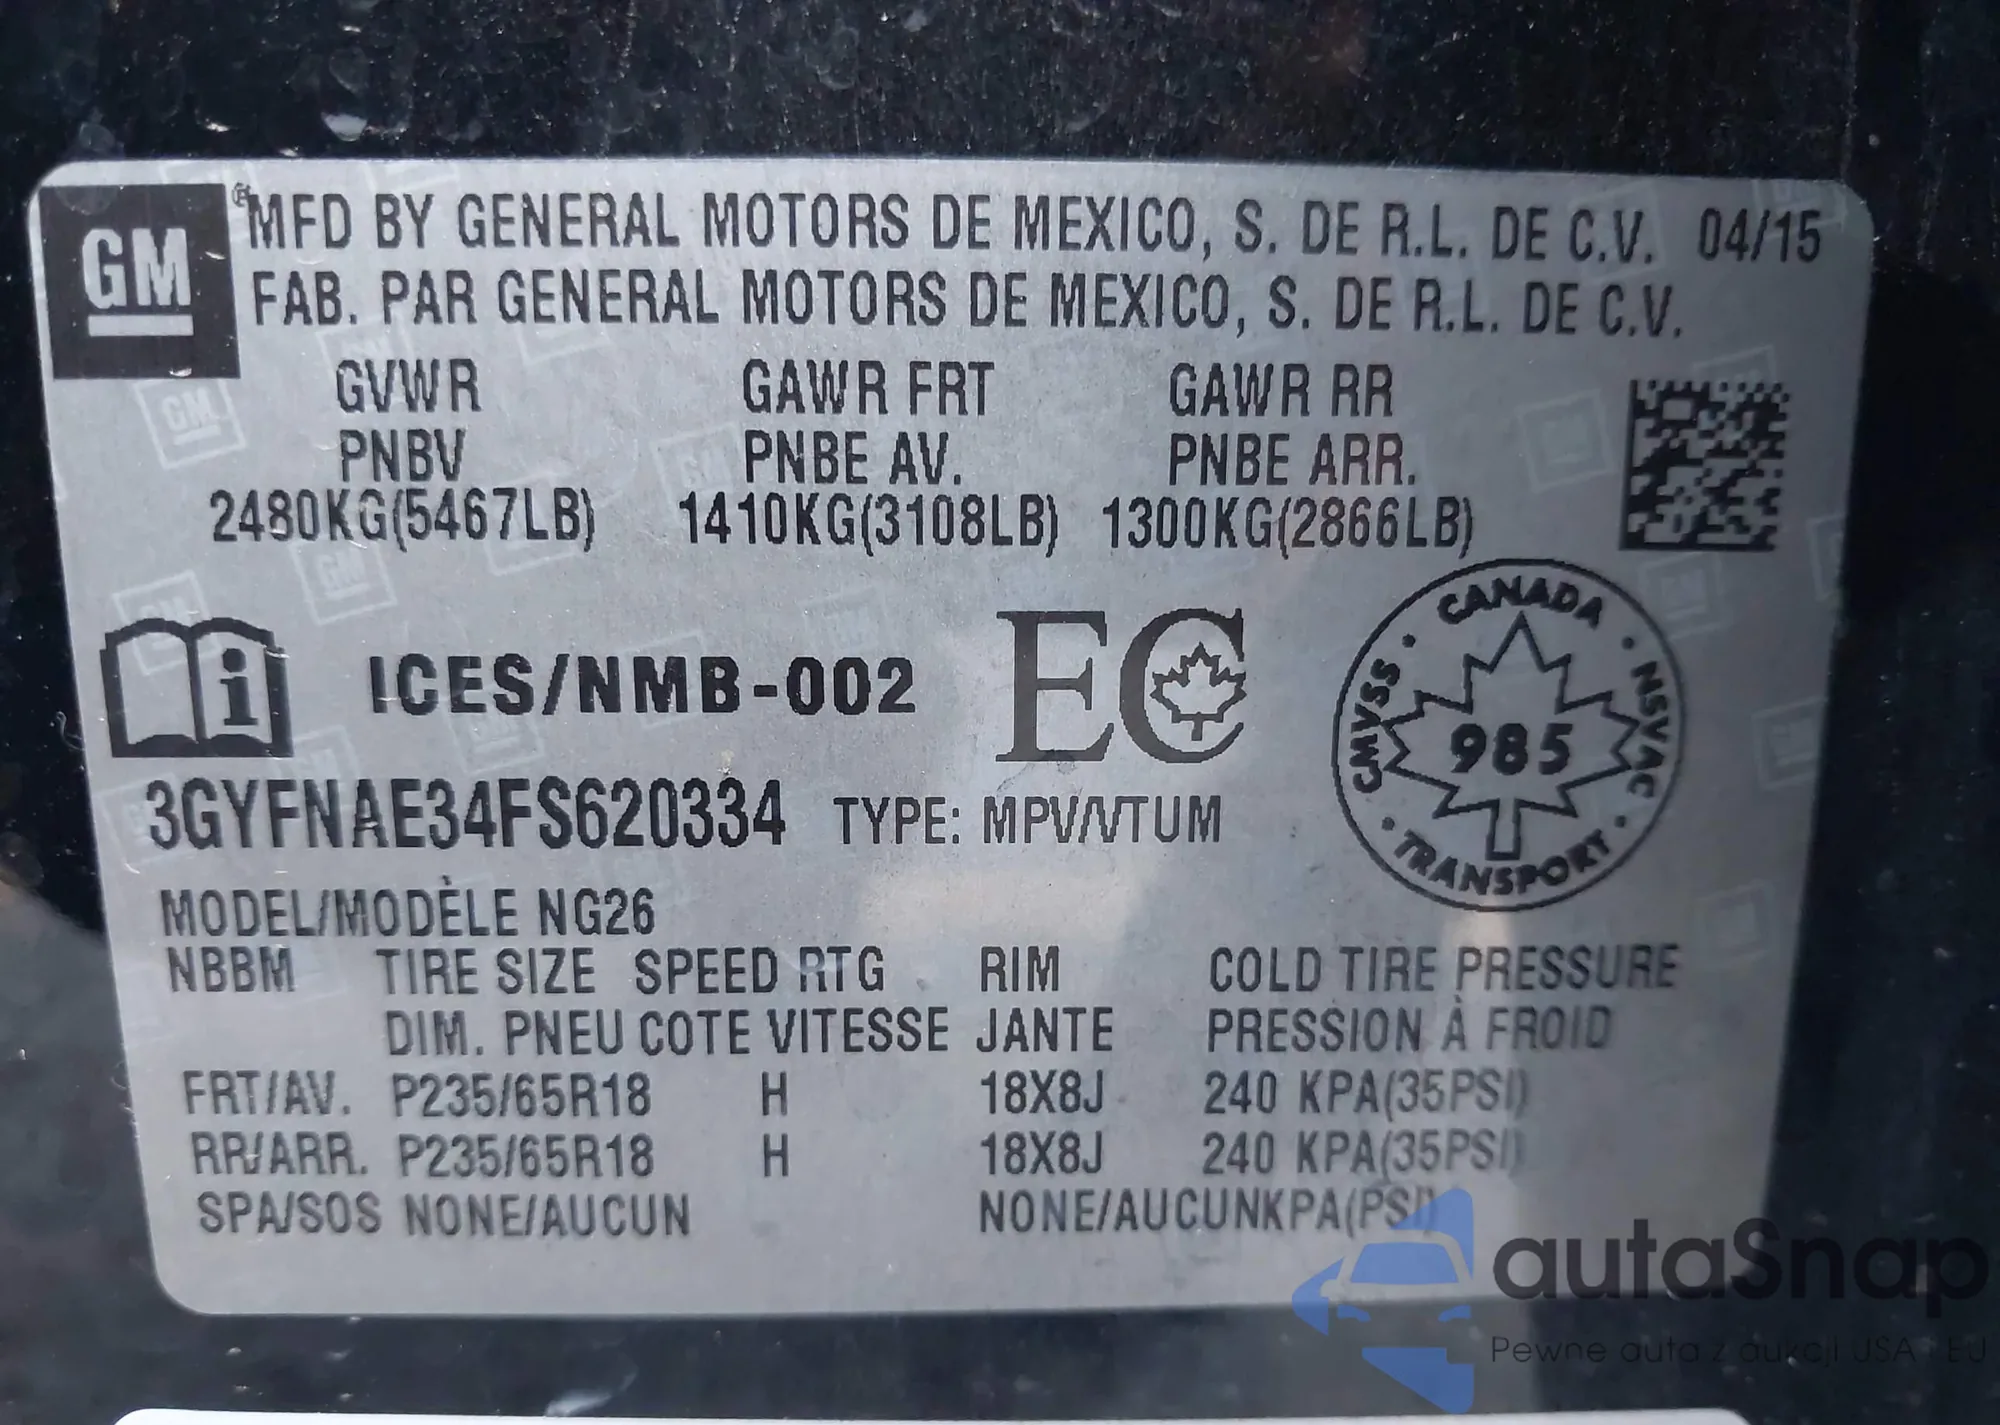 GM
MFD BY GENERAL MOTORS DE MEXICO, S. DE R.L. DE C.V. 04/15
FAB. PAR GENERAL MOTORS DE MEXICO, S. DE R.L. DE C.V.
GVWR GAWR FRT GAWR RR
PNBV PNBE AV. PNBE ARR.
2480KG(5467LB) 1410KG(3108LB) 1300KG(2866LB)
i ICES/NMB-002 EC
CANADA
CMVSS 985 NSVAC
TRANSPORT
3GYFNAE34FS620334 TYPE: MPV/VTUM
MODEL/MODÈLE NG26
NBBM TIRE SIZE SPEED RTG RIM COLD TIRE PRESSURE
DIM. PNEU COTE VITESSE JANTE PRESSION À FROID
FRT/AV. P235/65R18 H 18X8J 240 KPA(35PSI)
RR/ARR. P235/65R18 H 18X8J 240 KPA(35PSI)
SPA/SOS NONE/AUCUN NONE/AUCUNKPA(PSI)
autaSnap
Pewne auta z aukcji USA i EU